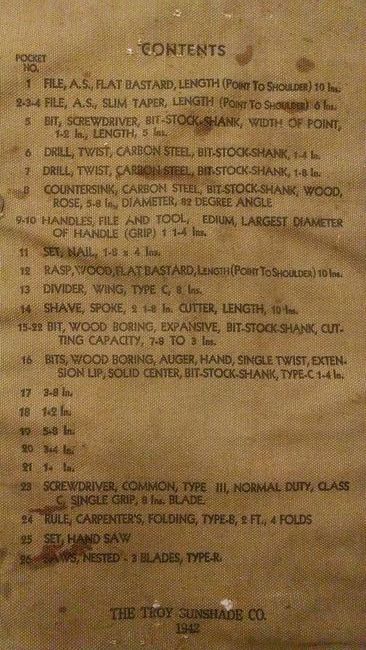 CONTENTS
POCKET
NO.
1 FILE, A.S., FLAT BASTARD, LENGTH (POINT TO SHOULDER) 10 INS.
2-3-4 FILE, A.S., SLIM TAPER, LENGTH (POINT TO SHOULDER) 6 INS.
5 BIT, SCREWDRIVER, BIT-STOCK-SHANK, WIDTH OF POINT,
1-2 IN., LENGTH, 5 INS.
6 DRILL, TWIST, CARBON STEEL, BIT-STOCK-SHANK, 1-4 IN.
7 DRILL, TWIST, CARBON STEEL, BIT-STOCK-SHANK, 1-8 IN.
8 COUNTERSINK, CARBON STEEL, BIT-STOCK-SHANK, WOOD,
ROSE, 5-8 IN., DIAMETER, 82 DEGREE ANGLE
9-10 HANDLES, FILE AND TOOL, EDIUM, LARGEST DIAMETER
OF HANDLE (GRIP) 1 1-4 INS.
11 SET, NAIL, 1-8 x 4 INS.
12 RASP, WOOD, FLAT BASTARD, LENGTH (POINT TO SHOULDER) 10 INS.
13 DIVIDER, WING, TYPE C, 8 INS.
14 SHAVE, SPOKE, 2 1-8 IN. CUTTER, LENGTH, 10 INS.
15-22 BIT, WOOD BORING, EXPANSIVE, BIT-STOCK-SHANK, CUT-
TING CAPACITY, 7-8 TO 3 INS.
16 BITS, WOOD BORING, AUGER, HAND, SINGLE TWIST, EXTEN-
SION LIP, SOLID CENTER, BIT-STOCK-SHANK, TYPE-C 1-4 IN.
17 3-8 IN.
18 1-2 IN.
19 5-8 IN.
20 3-4 IN.
21 1- IN.
23 SCREWDRIVER, COMMON, TYPE III, NORMAL DUTY, CLASS
C, SINGLE GRIP, 8 INS. BLADE.
24 RULE, CARPENTER'S, FOLDING, TYPE-B, 2 FT., 4 FOLDS
25 SET, HAND SAW
26 SAWS, NESTED - 3 BLADES, TYPE-R.
THE TROY SUNSHADE CO.
1942